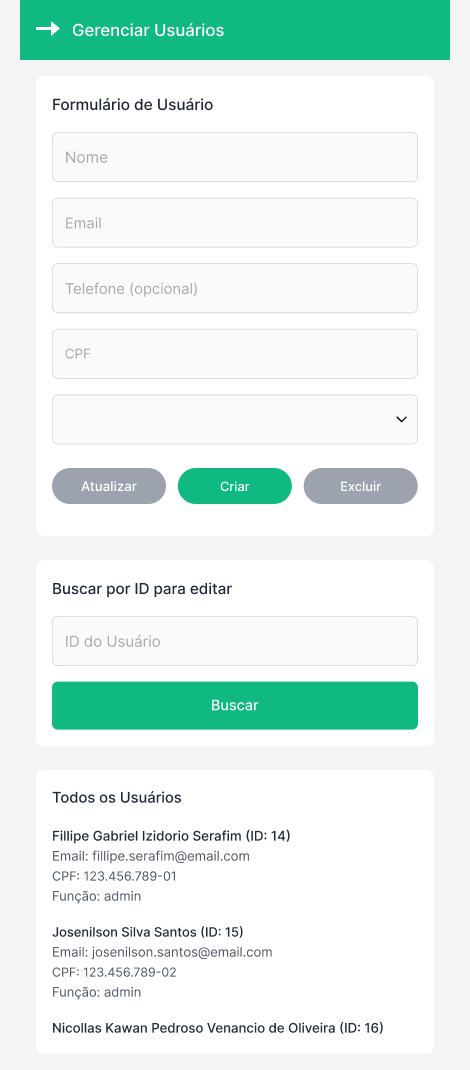 Gerenciar Usuários
Formulário de Usuário
Nome
Email
Telefone (opcional)
CPF
Atualizar
Criar
Excluir
Buscar por ID para editar
ID do Usuário
Buscar
Todos os Usuários
Fillipe Gabriel Izidorio Serafim (ID: 14)
Email: fillipe.serafim@email.com
CPF: 123.456.789-01
Função: admin
Josenilson Silva Santos (ID: 15)
Email: josenilson.santos@email.com
CPF: 123.456.789-02
Função: admin
Nicollas Kawan Pedroso Venancio de Oliveira (ID: 16)